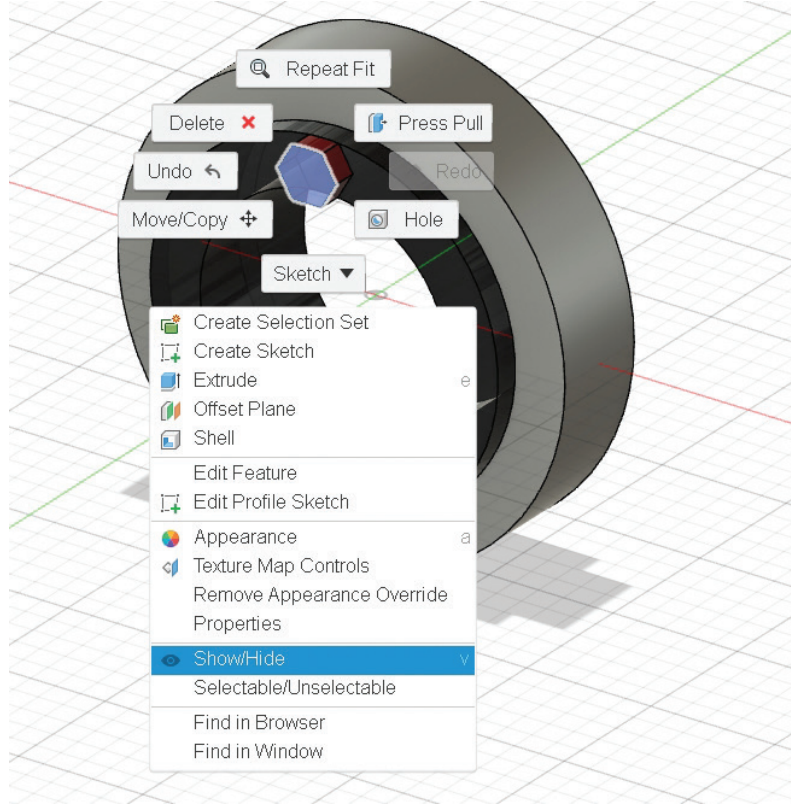 Repeat Fit
Delete
Press Pull
Undo
Redo
Move/Copy
Hole
Sketch
Create Selection Set
Create Sketch
Extrude e
Offset Plane
Shell
Edit Feature
Edit Profile Sketch
Appearance a
Texture Map Controls
Remove Appearance Override
Properties
Show/Hide V
Selectable/Unselectable
Find in Browser
Find in Window